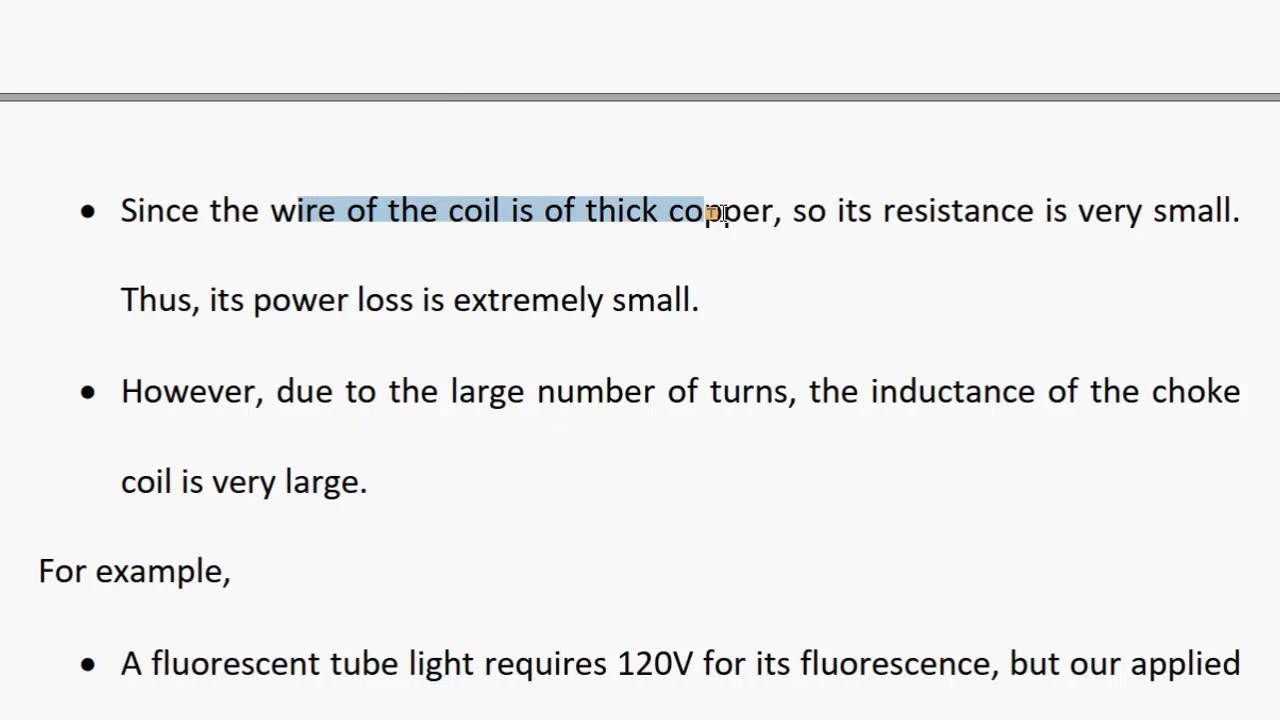 • Since the wire of the coil is of thick copper, so its resistance is very small.
Thus, its power loss is extremely small.
• However, due to the large number of turns, the inductance of the choke
coil is very large.
For example,
• A fluorescent tube light requires 120V for its fluorescence, but our applied